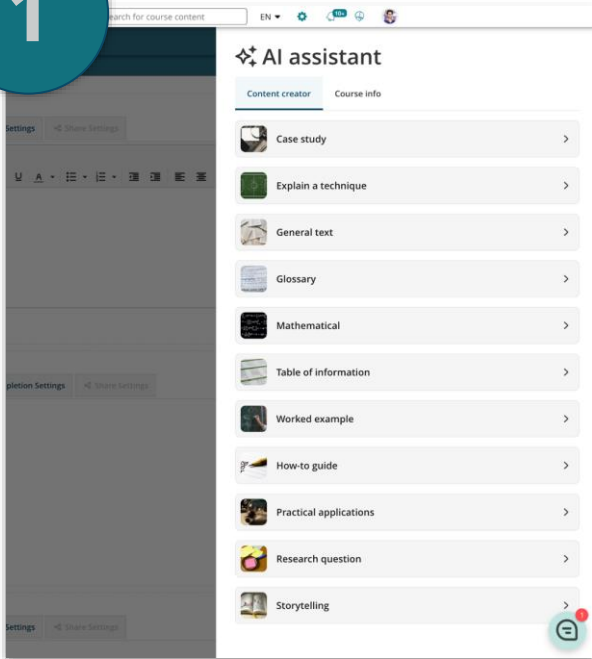 1
earch for course content
EN
10+
AI assistant
Content creator Course info
ettings Share Settings
Case study
U A
Explain a technique
General text
Glossary
Mathematical
pletion Settings Share Settings
Table of information
Worked example
How-to guide
Practical applications
Research question
Storytelling
1
ettings Share Settings